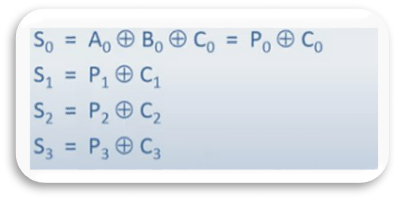 S₀ = A₀ ⊕ B₀ ⊕ C₀ = P₀ ⊕ C₀
S₁ = P₁ ⊕ C₁
S₂ = P₂ ⊕ C₂
S₃ = P₃ ⊕ C₃